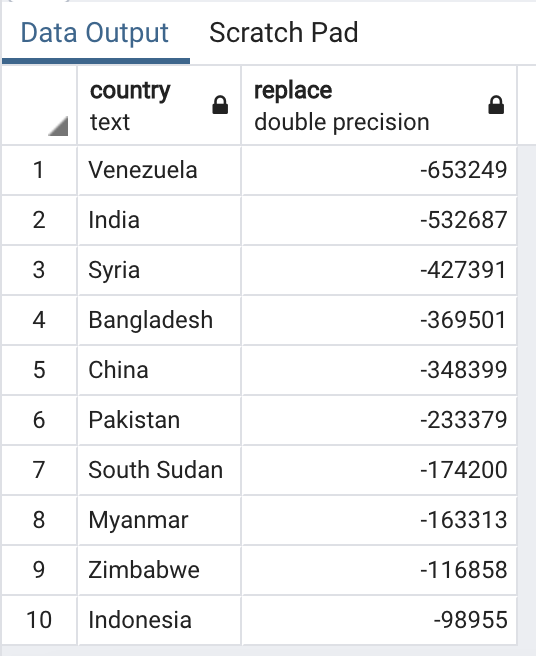 Data Output Scratch Pad
country replace
text double precision
1 Venezuela -653249
2 India -532687
3 Syria -427391
4 Bangladesh -369501
5 China -348399
6 Pakistan -233379
7 South Sudan -174200
8 Myanmar -163313
9 Zimbabwe -116858
10 Indonesia -98955